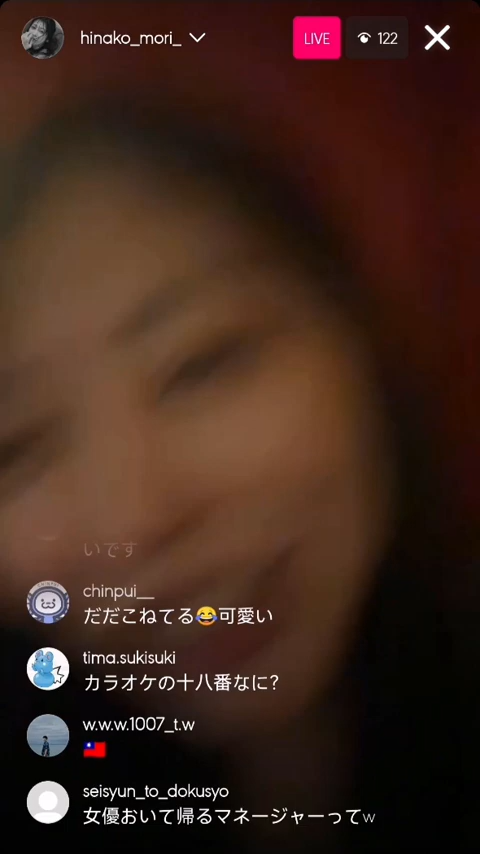 hinako_mori_
LIVE
122
いです
chinpui__
だだこねてる😂可愛い
tima.sukisuki
カラオケの十八番なに?
w.w.w.1007_t.w
🇹🇼
seisyun_to_dokusyo
女優おいて帰るマネージャーってw